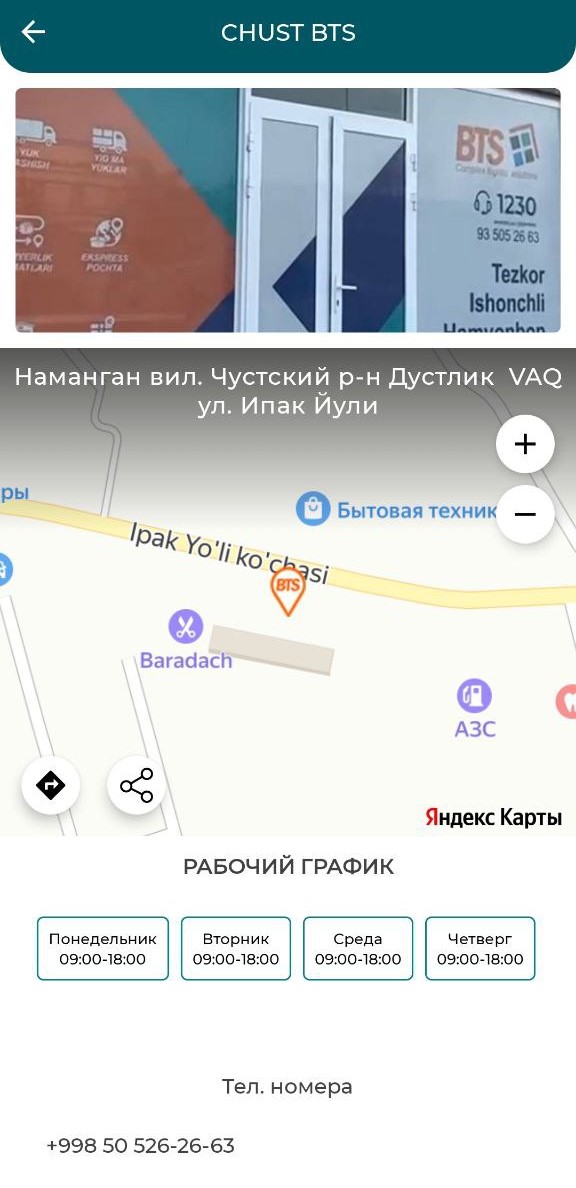 CHUST BTS
YUK
YIG'MA
YUKLAR
EKSPRESS
POCHTA
BTS
1230
93 505 26 63
Tezkor
Ishonchli
Hamyonbop
Наманган вил. Чустский р-н Дустлик VAQ
ул. Ипак Йули
+
ры
Бытовая техник
−
Ipak Yo'li ko'chasi
BTS
Baradach
АЗС
Яндекс Карты
РАБОЧИЙ ГРАФИК
Понедельник
09:00-18:00
Вторник
09:00-18:00
Среда
09:00-18:00
Четверг
09:00-18:00
Тел. номера
+998 50 526-26-63